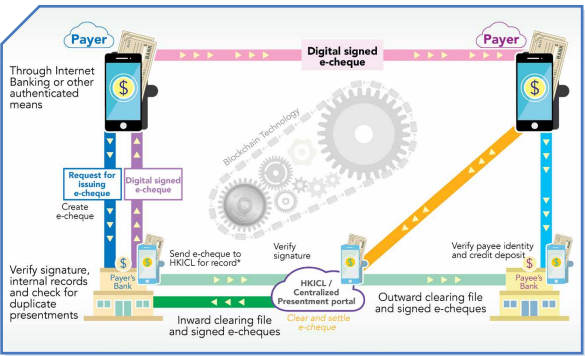 Payer
Payer
Digital signed
e-cheque
Through Internet
Banking or other
authenticated
means
Blockchain Technology
Request for
issuing
e-cheque
Digital signed
e-cheque
Create
e-cheque
Send e-cheque to
HKICL for record*
Verify
signature
Verify payee identity
and credit deposit
Verify signature,
internal records
and check for
duplicate
presentments
Payer's
Bank
HKICL /
Centralized
Presentment portal
Payee's
Bank
Clear and settle
e-cheque
Outward clearing file
and signed e-cheques
Inward clearing file
and signed e-cheques